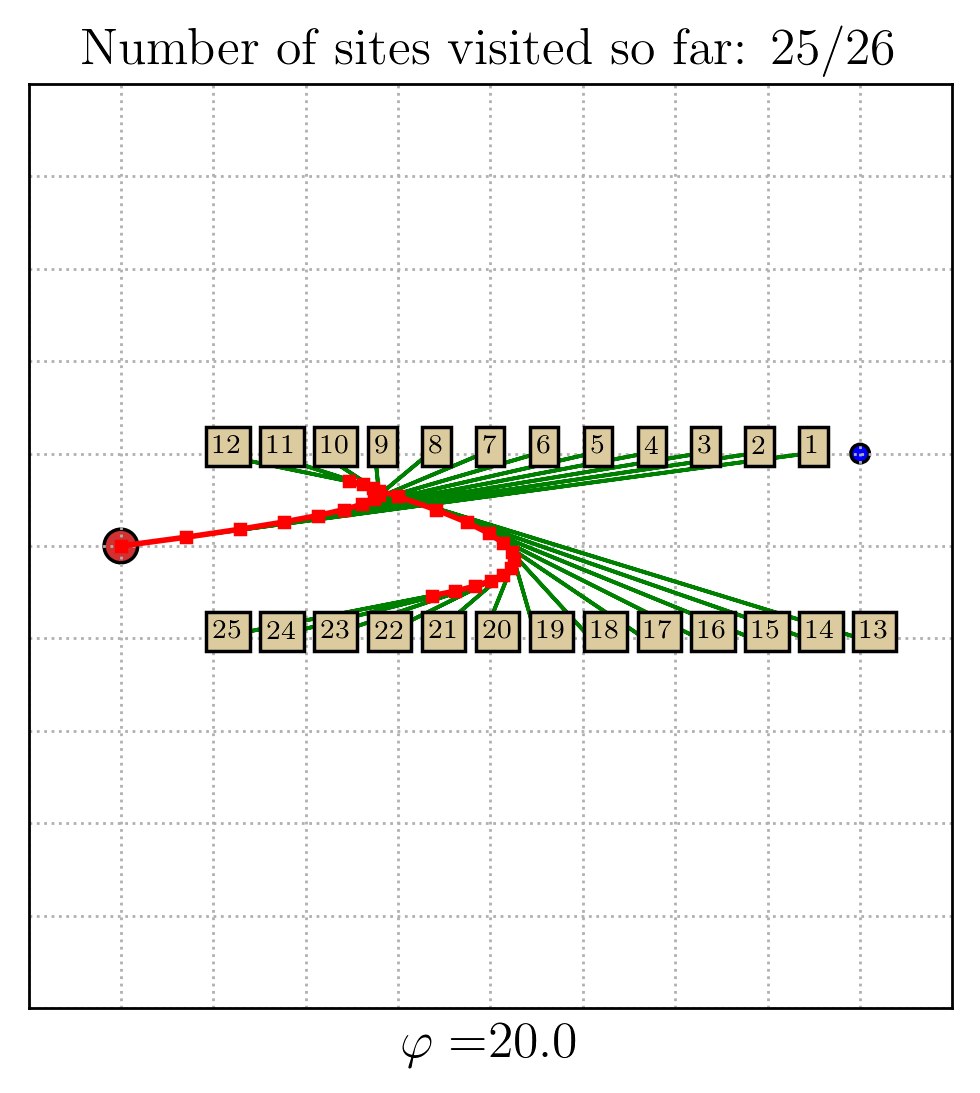 Number of sites visited so far: 25/26
12 11 10 9 8 7 6 5 4 3 2 1
25 24 23 22 21 20 19 18 17 16 15 14 13
φ =20.0